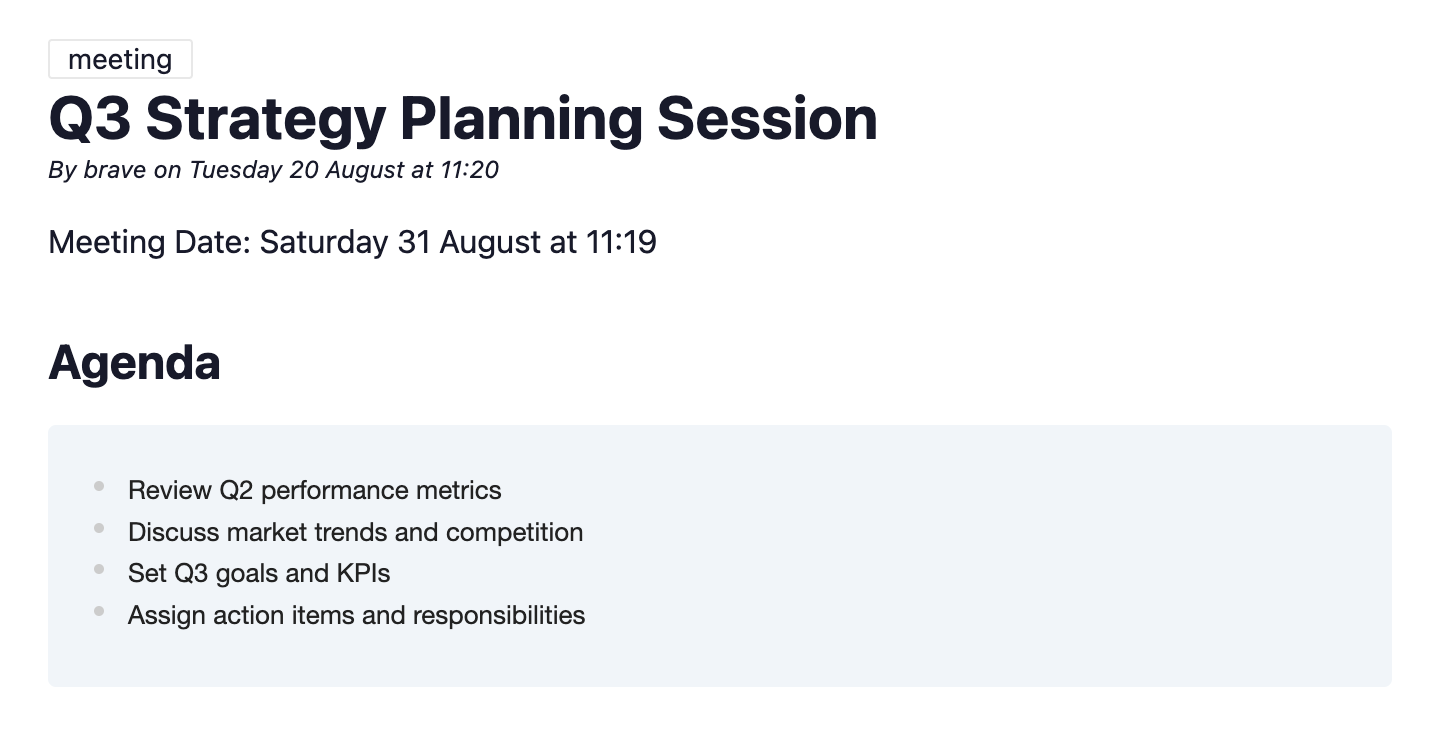 meeting
Q3 Strategy Planning Session
By brave on Tuesday 20 August at 11:20
Meeting Date: Saturday 31 August at 11:19
Agenda
Review Q2 performance metrics
Discuss market trends and competition
Set Q3 goals and KPIs
Assign action items and responsibilities